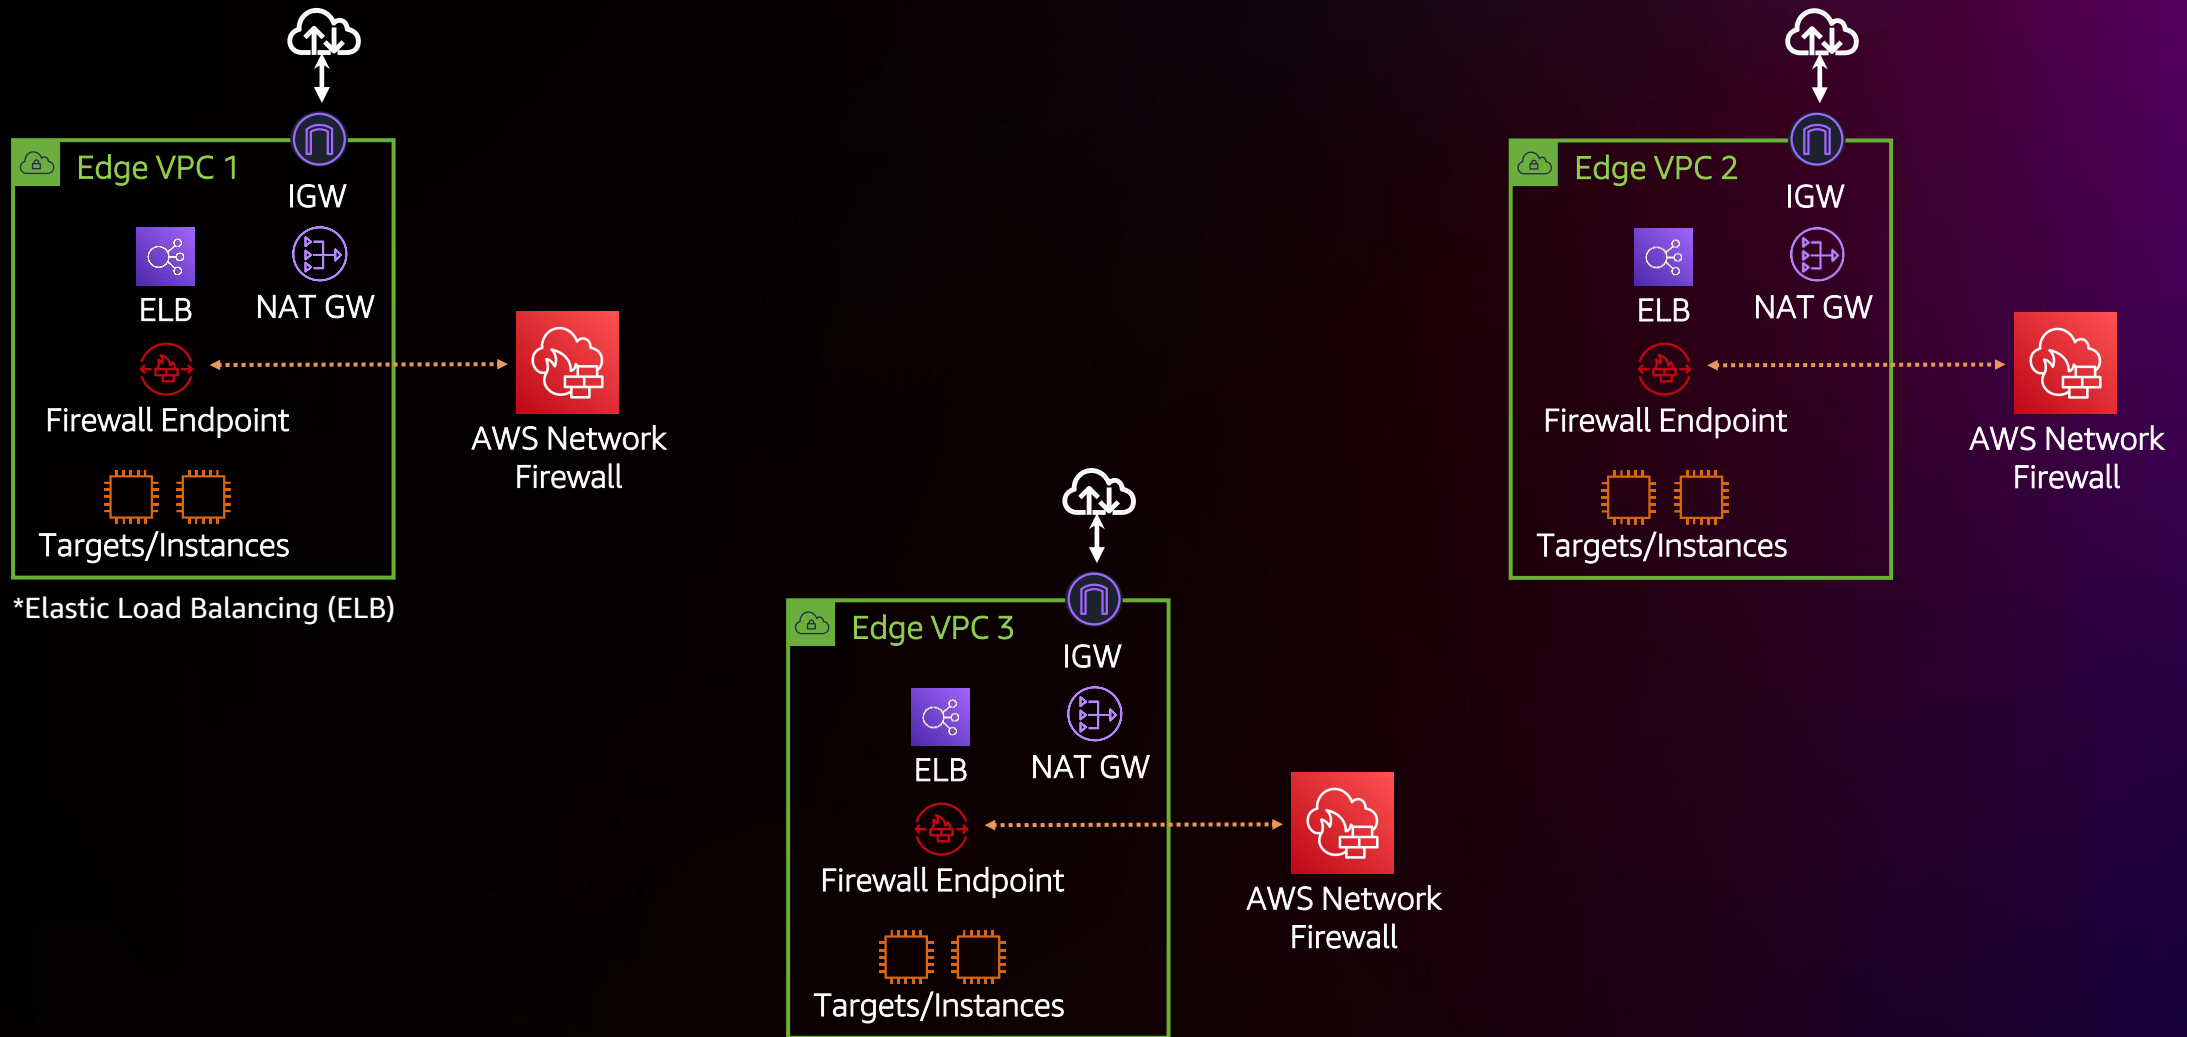 Edge VPC 1
IGW
ELB
NAT GW
Firewall Endpoint
AWS Network
Firewall
Targets/Instances
*Elastic Load Balancing (ELB)
Edge VPC 2
IGW
ELB
NAT GW
Firewall Endpoint
AWS Network
Firewall
Targets/Instances
Edge VPC 3
IGW
ELB
NAT GW
Firewall Endpoint
AWS Network
Firewall
Targets/Instances